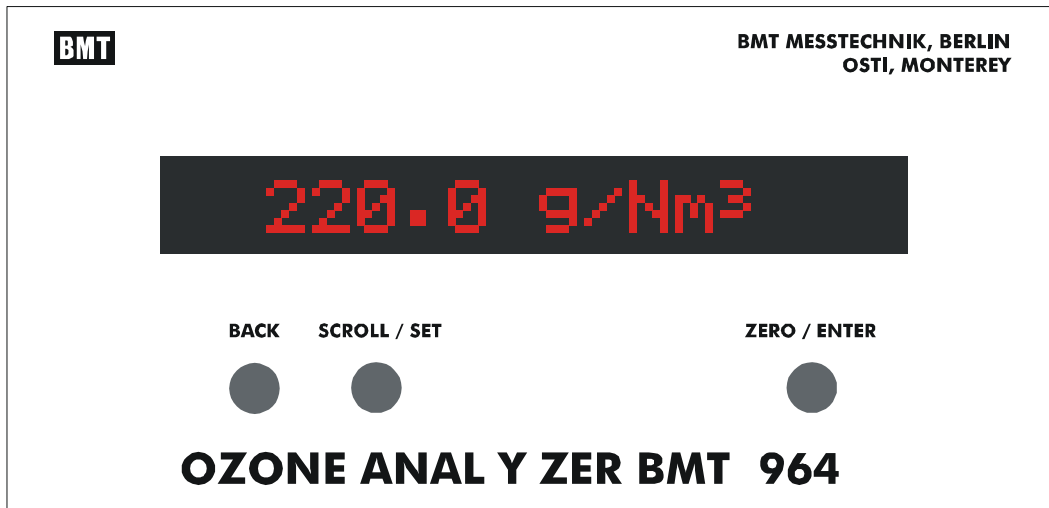 BMT
BMT MESSTECHNIK, BERLIN
OSTI, MONTEREY
220.0 g/Nm³
BACK
SCROLL / SET
ZERO / ENTER
OZONE ANAL Y ZER BMT 964